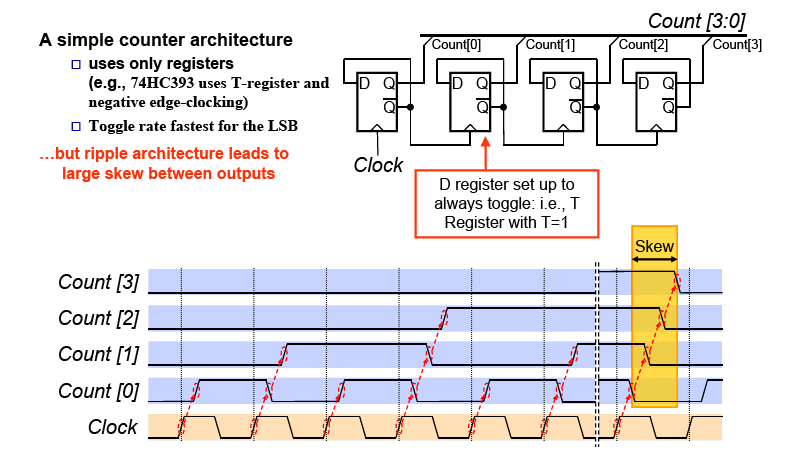 Count [3:0]
A simple counter architecture
uses only registers
(e.g., 74HC393 uses T-register and
negative edge-clocking)
Toggle rate fastest for the LSB
…but ripple architecture leads to
large skew between outputs
Count[0]
Count[1]
Count[2]
Count[3]
D Q
Q
D Q
Q
D Q
Q
D Q
Q
Clock
D register set up to
always toggle: i.e., T
Register with T=1
Skew
Count [3]
Count [2]
Count [1]
Count [0]
Clock